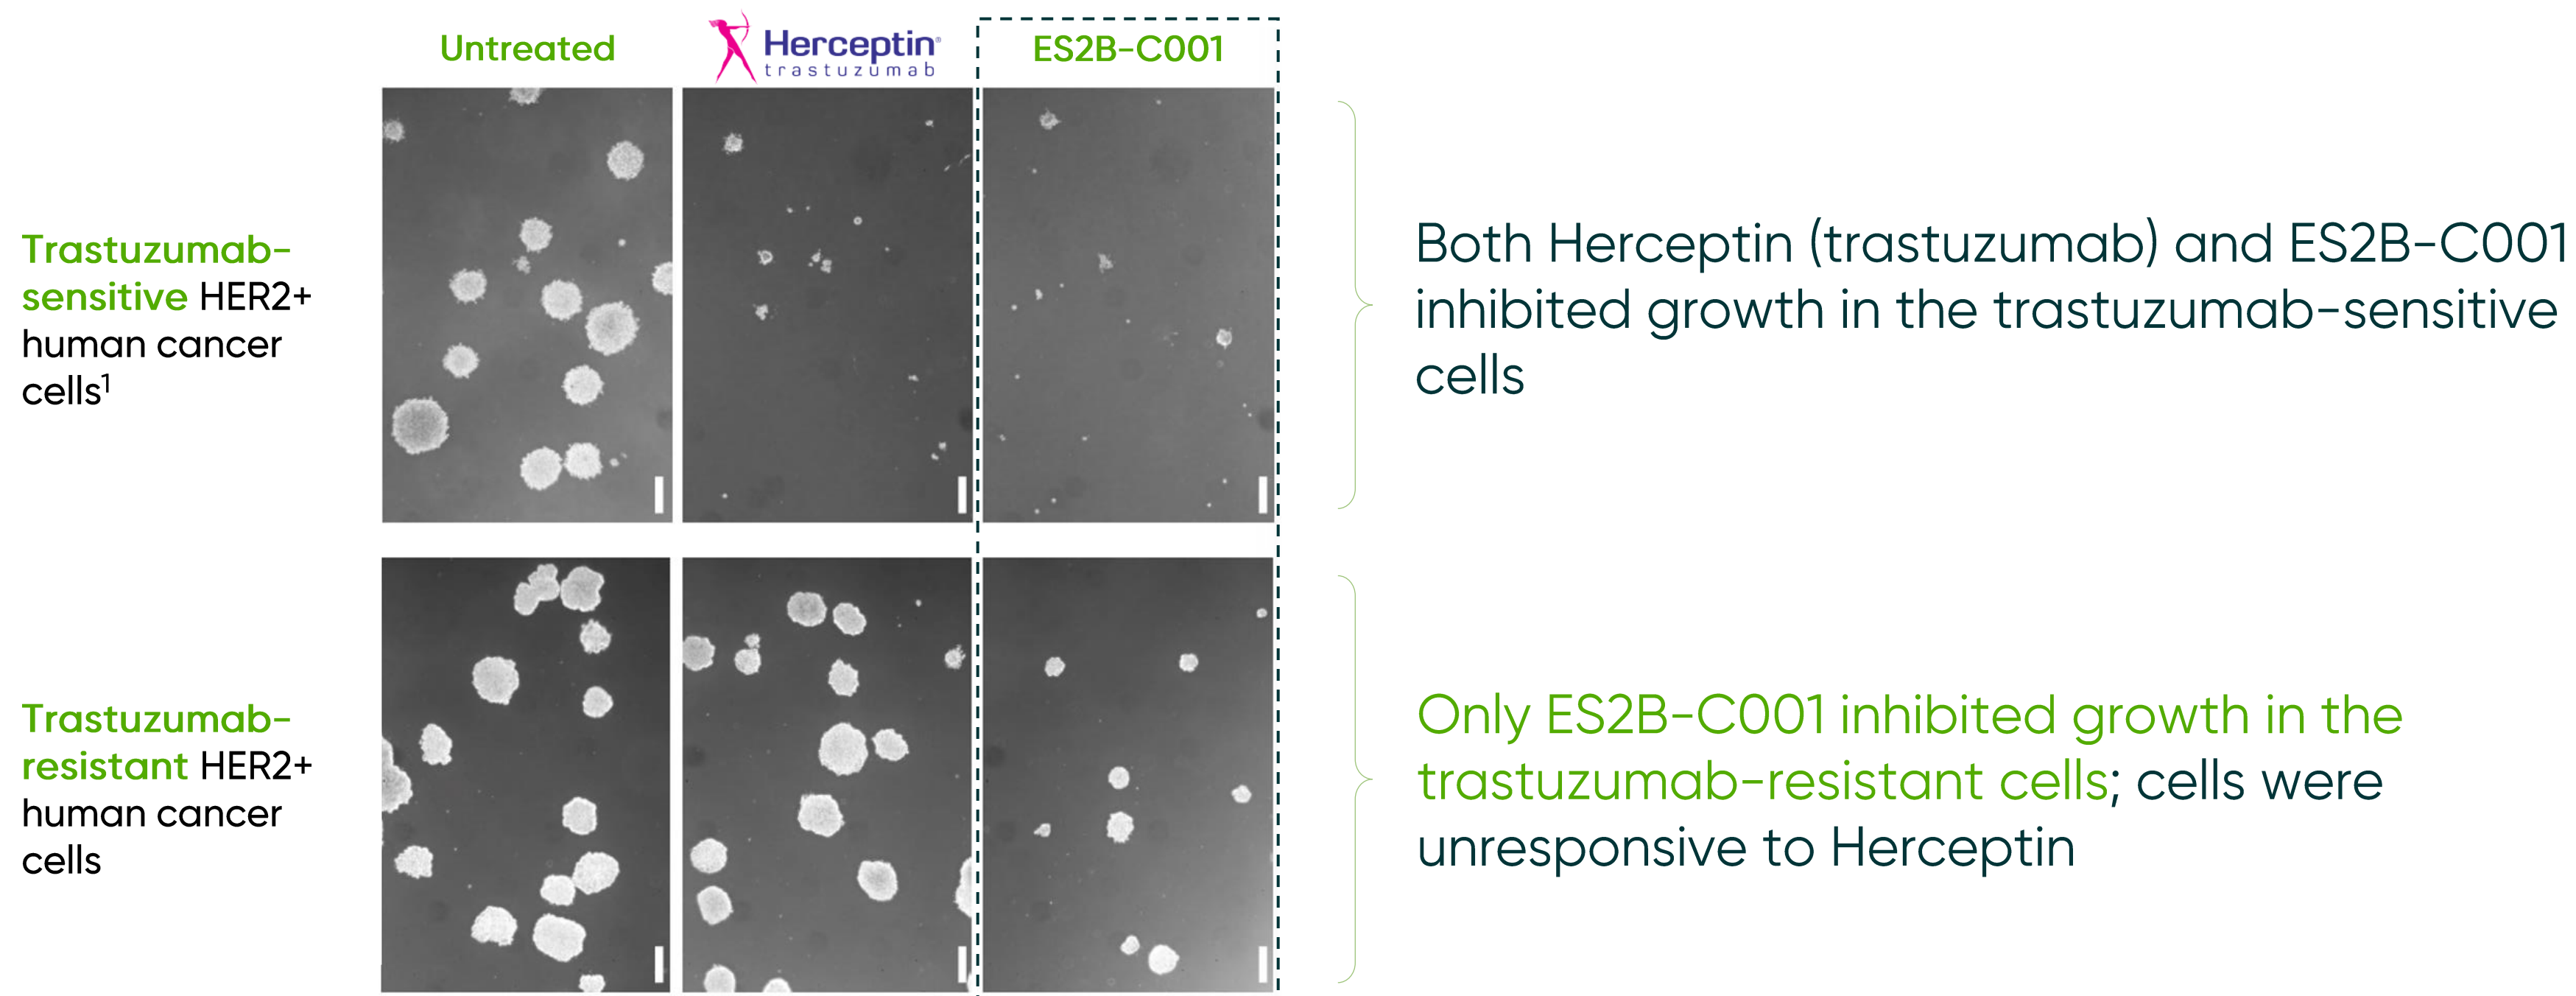 Untreated
Herceptin®
trastuzumab
ES2B-C001
Trastuzumab-
sensitive HER2+
human cancer
cells¹
Both Herceptin (trastuzumab) and ES2B-C001
inhibited growth in the trastuzumab-sensitive
cells
Trastuzumab-
resistant HER2+
human cancer
cells
Only ES2B-C001 inhibited growth in the
trastuzumab-resistant cells; cells were
unresponsive to Herceptin